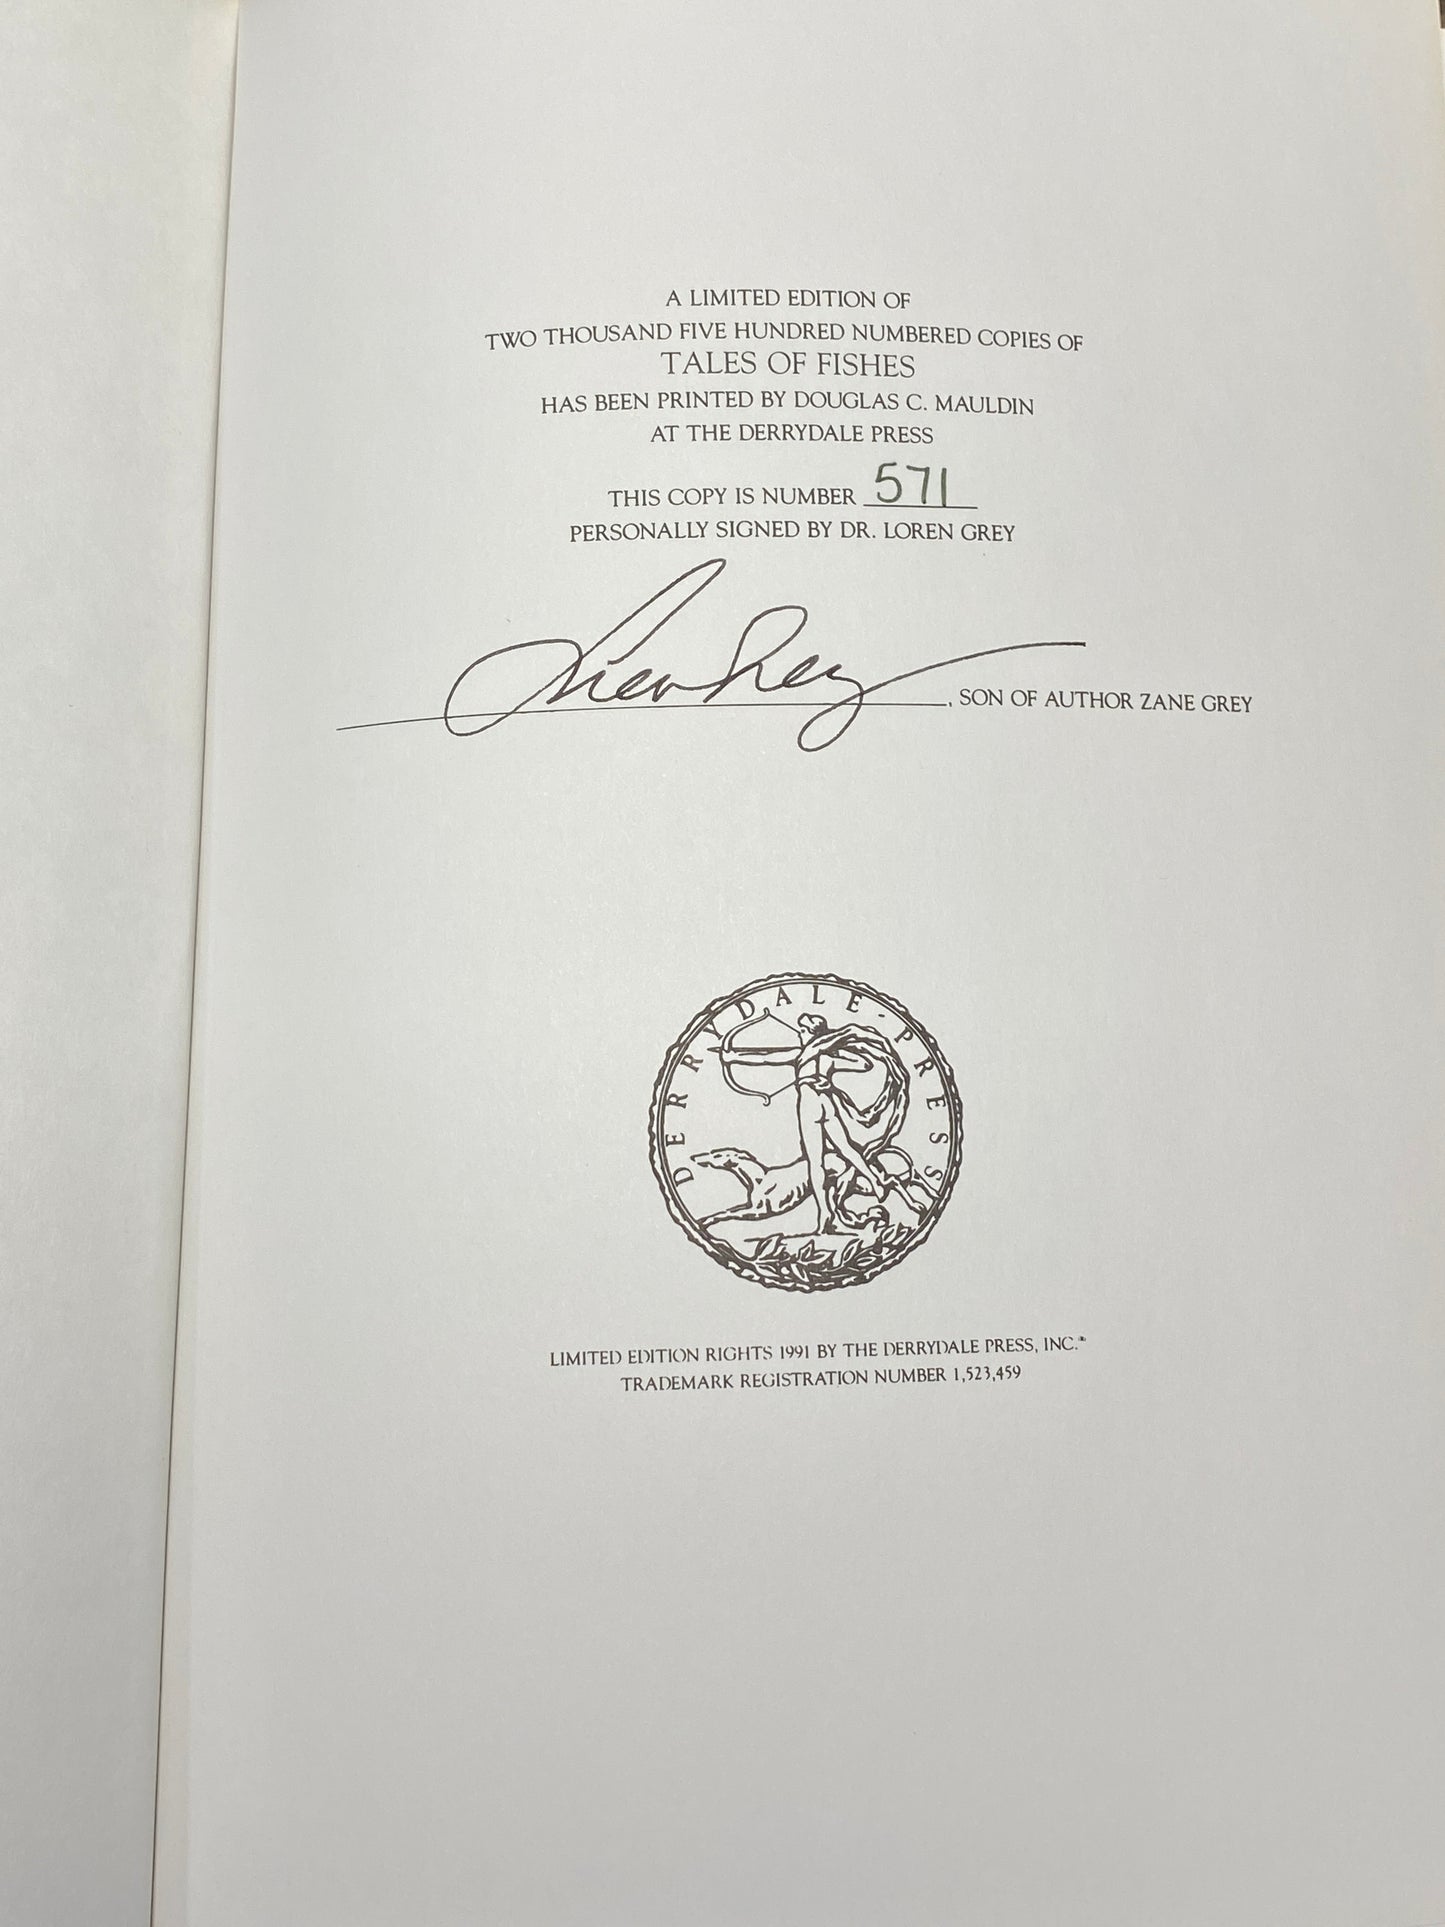 A LIMITED EDITION OF
TWO THOUSAND FIVE HUNDRED NUMBERED COPIES OF
TALES OF FISHES
HAS BEEN PRINTED BY DOUGLAS C. MAULDIN
AT THE DERRYDALE PRESS
THIS COPY IS NUMBER 571
PERSONALLY SIGNED BY DR. LOREN GREY
Loren Grey, SON OF AUTHOR ZANE GREY
DERRYDALE-PRESS
LIMITED EDITION RIGHTS 1991 BY THE DERRYDALE PRESS, INC.®
TRADEMARK REGISTRATION NUMBER 1,523,459